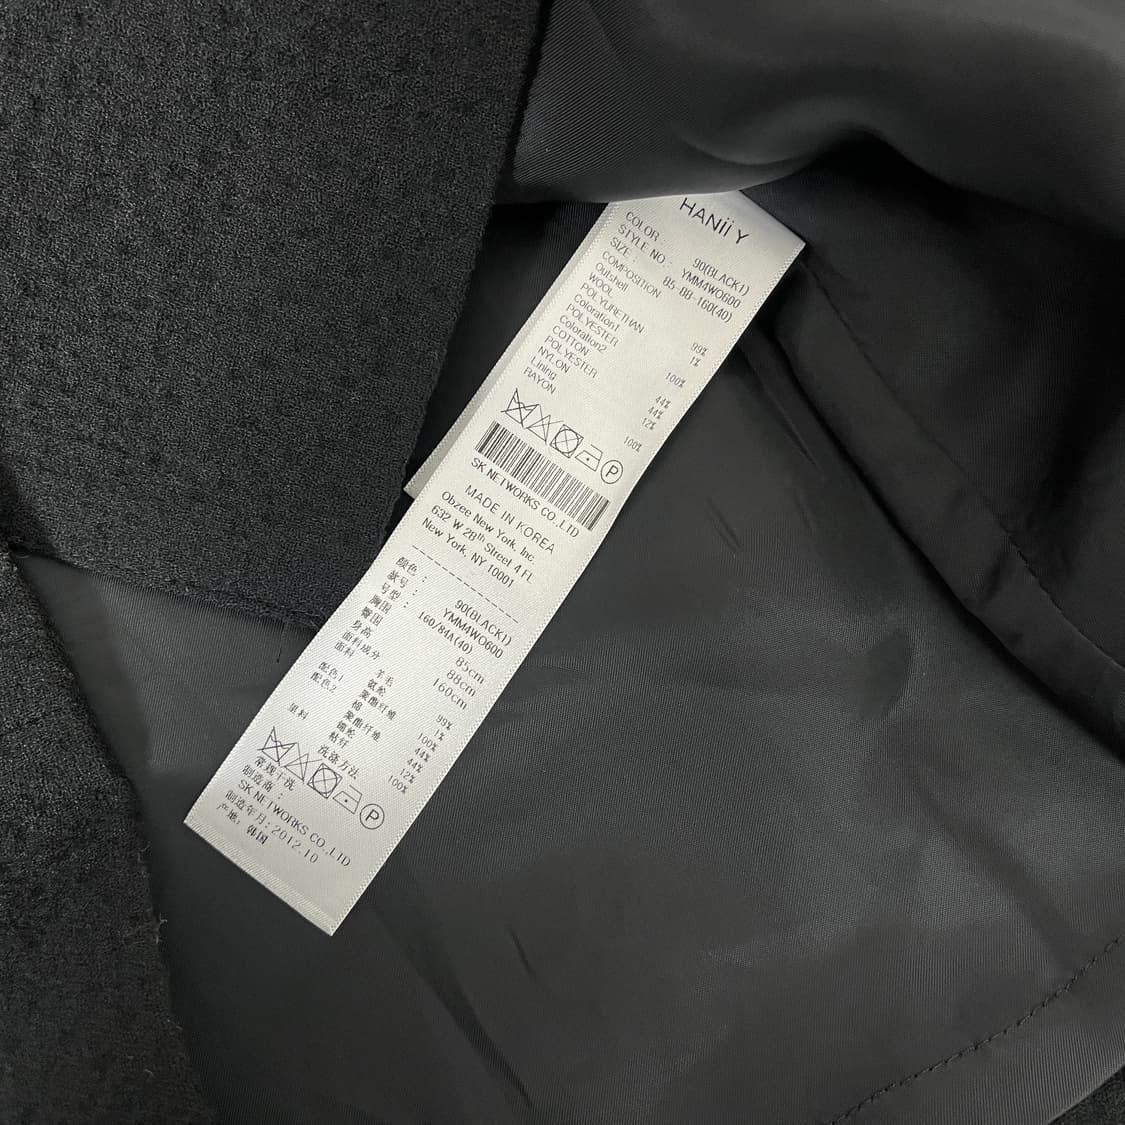 HANii Y
COLOR : 90(BLACK1)
STYLE NO : YMM4WO600
SIZE : 85-88-160(40)
COMPOSITION
Outshell
WOOL 99%
POLYURETHAN 1%
Coloration1
POLYESTER 100%
Coloration2
COTTON 44%
POLYESTER 44%
NYLON 12%
Lining
RAYON 100%
P
SK NETWORKS CO.,LTD
MADE IN KOREA
Obzee New York, Inc.
632 W 28th Street 4 FL
New York, NY 10001
颜色 : 90(BLACK1)
款号 : YMM4WO600
号型 : 160/84A(40)
胸围 85cm
臀围 88cm
身高 160cm
面料成分
面料 羊毛 99%
氨纶 1%
配色1 聚酯纤维 100%
配色2 棉 44%
聚酯纤维 44%
锦纶 12%
里料 粘纤 100%
洗涤方法
P
常规干洗
制造商 :
SK NETWORKS CO.,LTD
制造年月: 2012.10
产地: 韩国